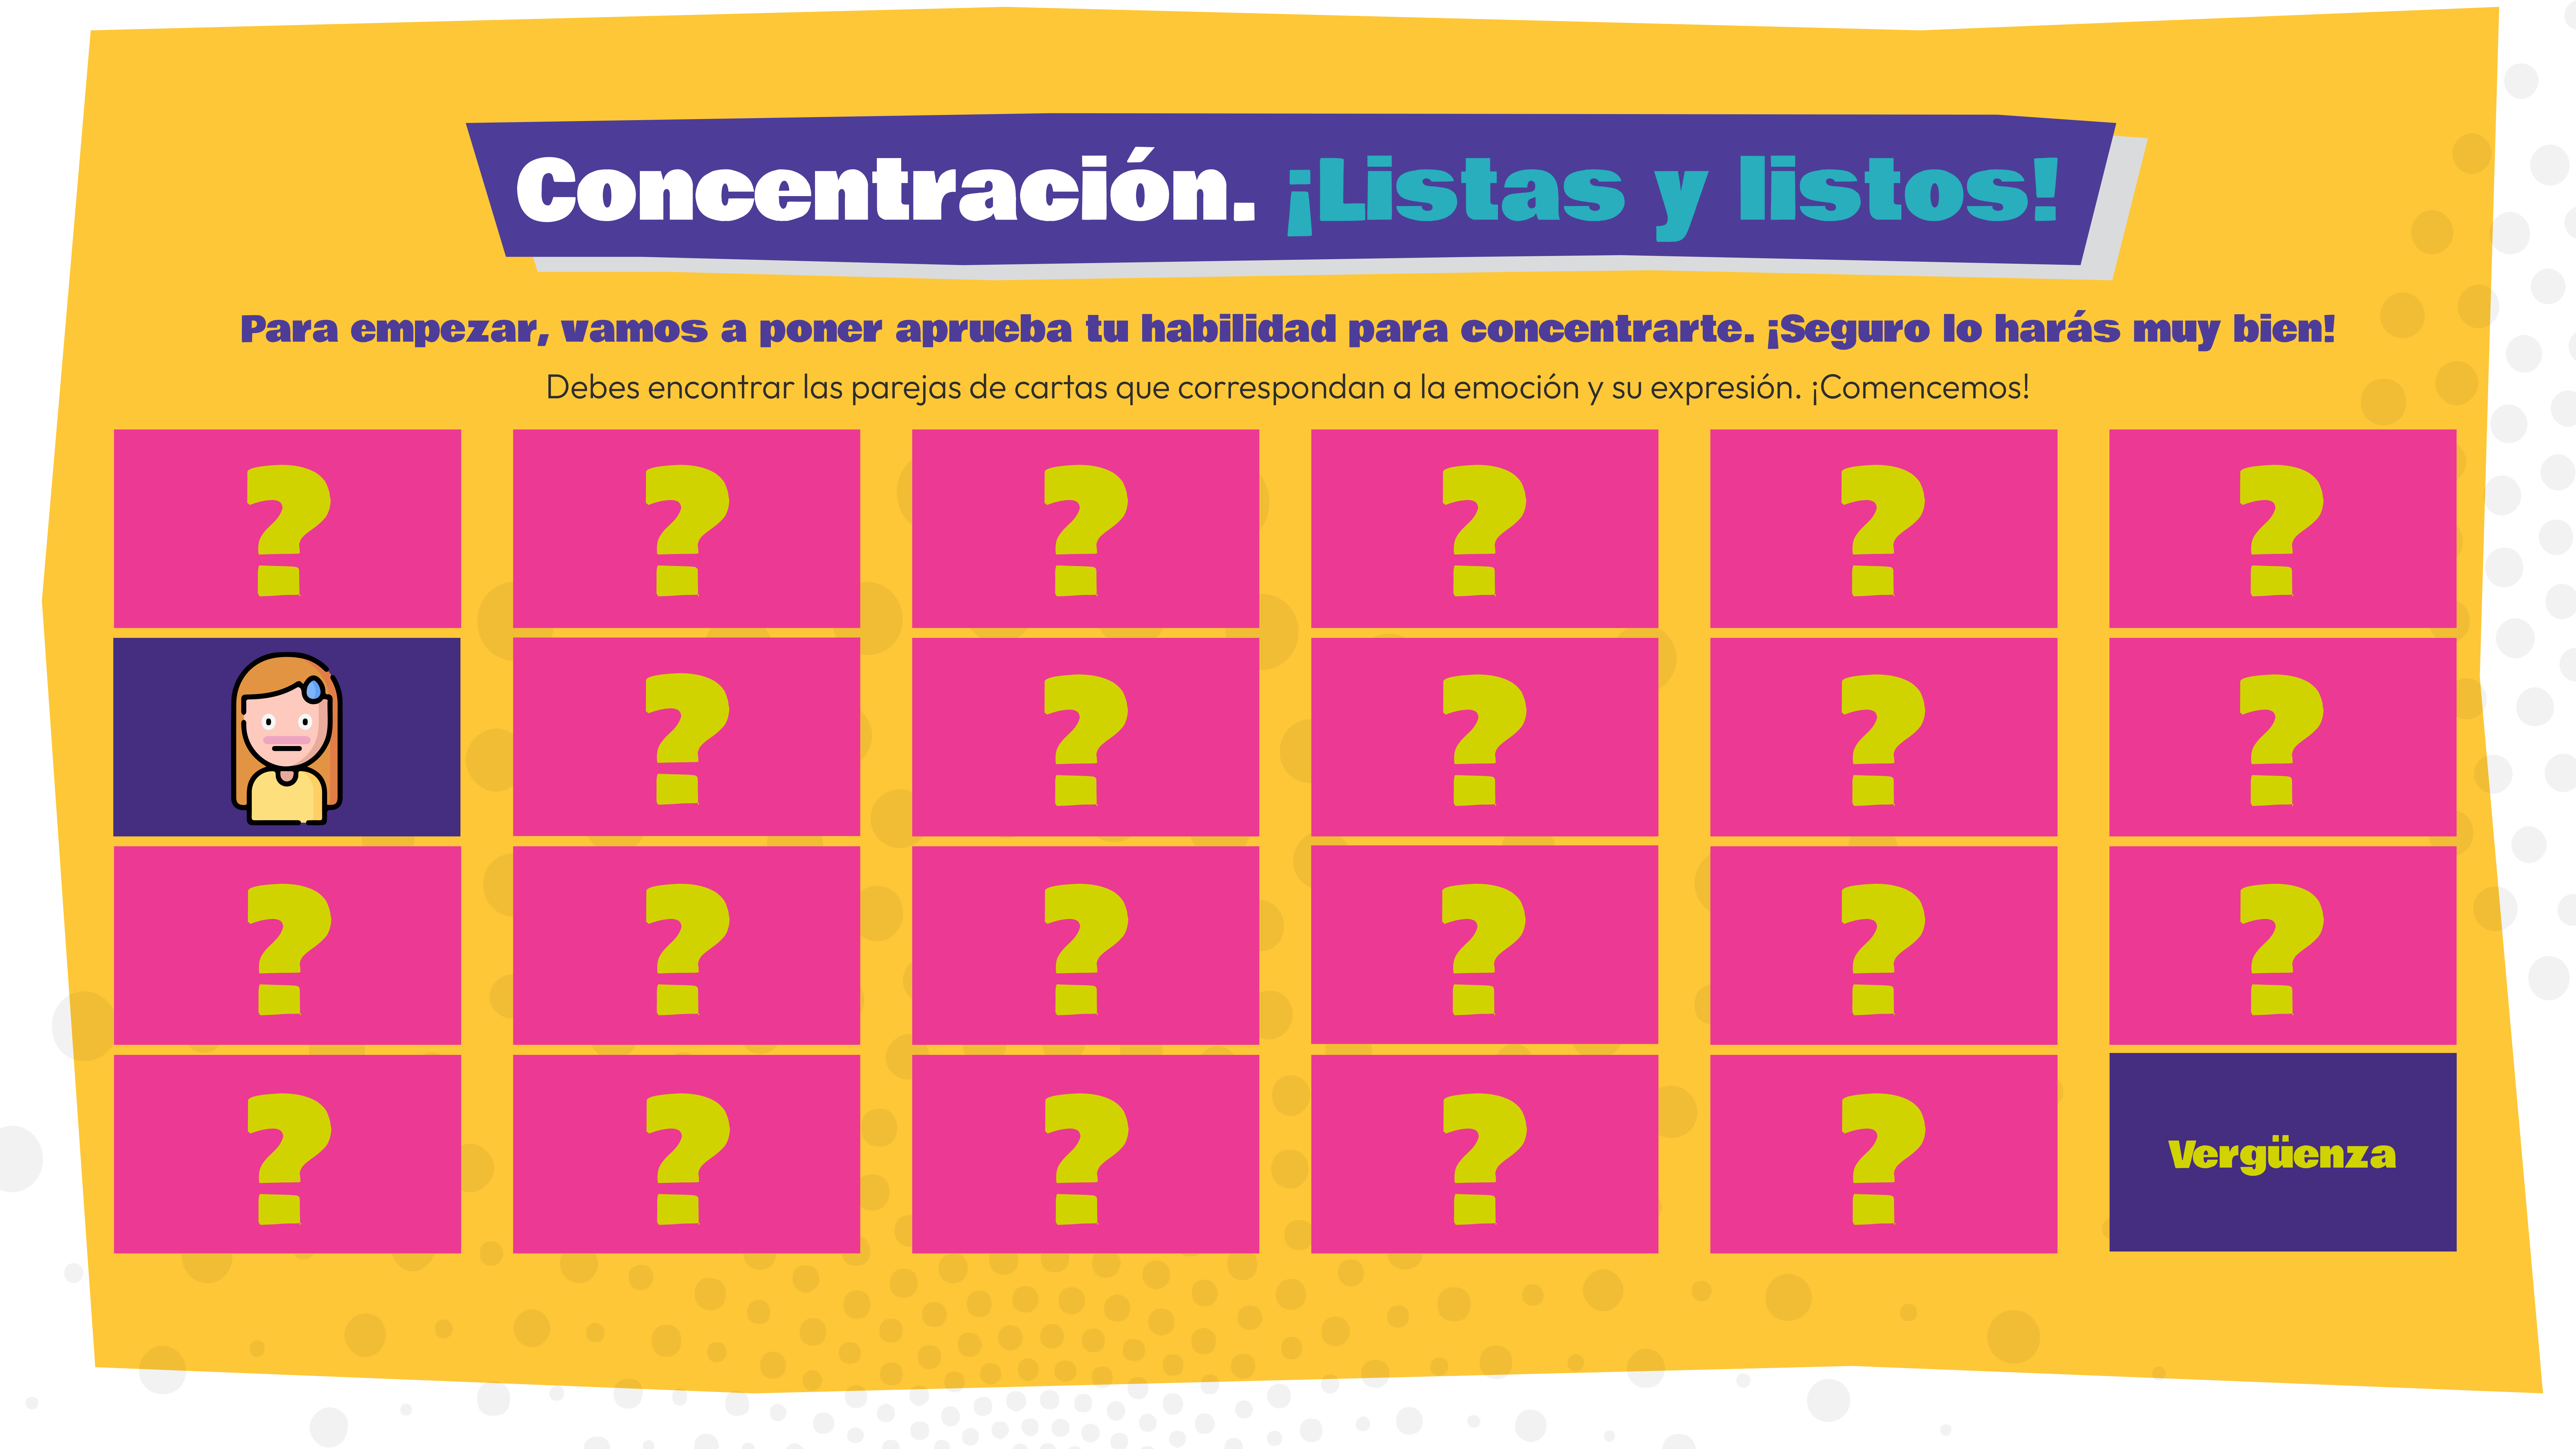 Concentración. ¡Listas y listos!
Para empezar, vamos a poner aprueba tu habilidad para concentrarte. ¡Seguro lo harás muy bien!
Debes encontrar las parejas de cartas que correspondan a la emoción y su expresión. ¡Comencemos!
? ? ? ? ? ?
? ? ? ? ?
? ? ? ? ? ?
? ? ? ? ? Vergüenza